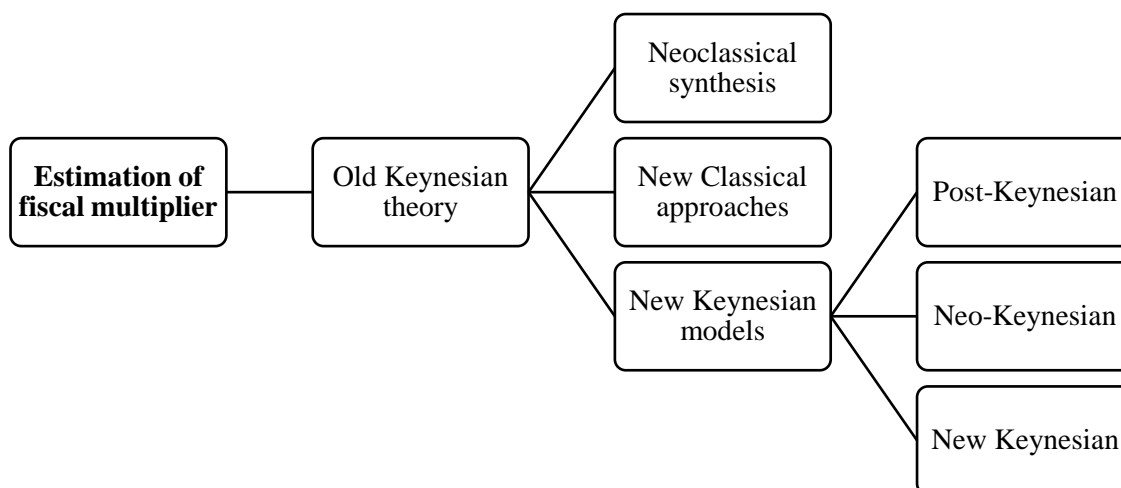 Estimation of
fiscal multiplier
Old Keynesian
theory
Neoclassical
synthesis
New Classical
approaches
New Keynesian
models
Post-Keynesian
Neo-Keynesian
New Keynesian